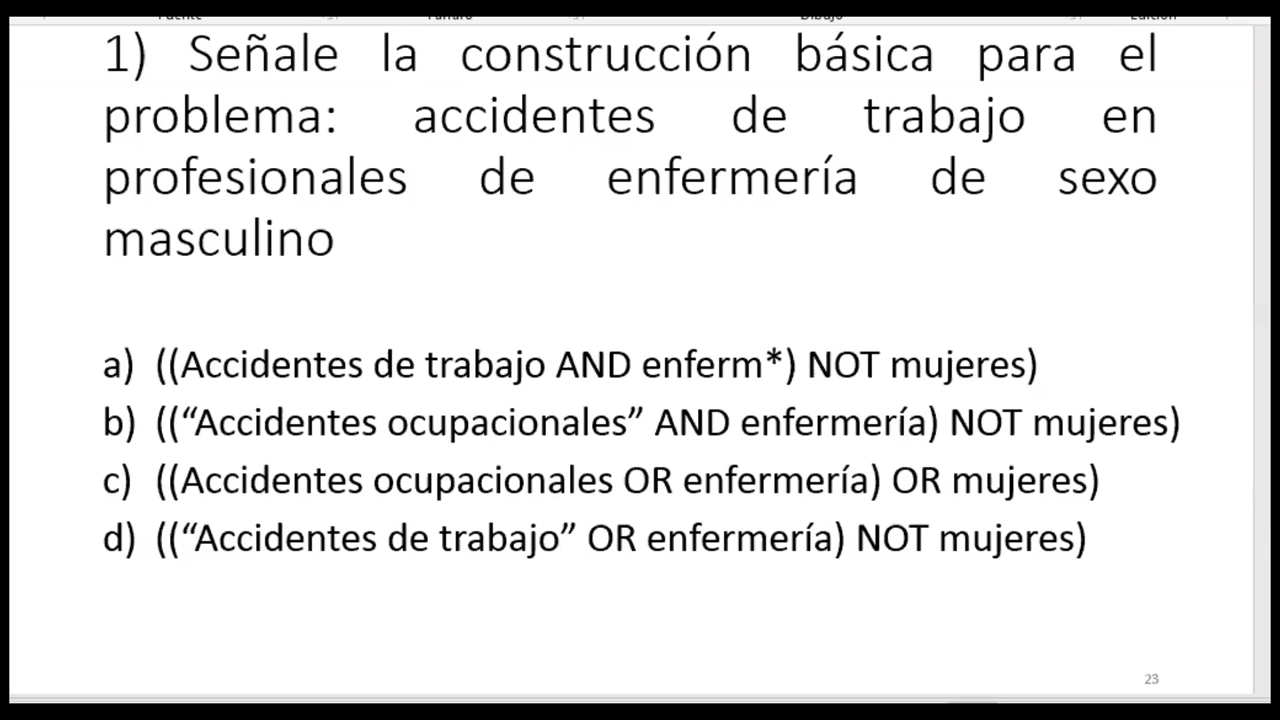 1) Señale la construcción básica para el
problema: accidentes de trabajo en
profesionales de enfermería de sexo
masculino
a) ((Accidentes de trabajo AND enferm*) NOT mujeres)
b) ((“Accidentes ocupacionales” AND enfermería) NOT mujeres)
c) ((Accidentes ocupacionales OR enfermería) OR mujeres)
d) ((“Accidentes de trabajo” OR enfermería) NOT mujeres)
23